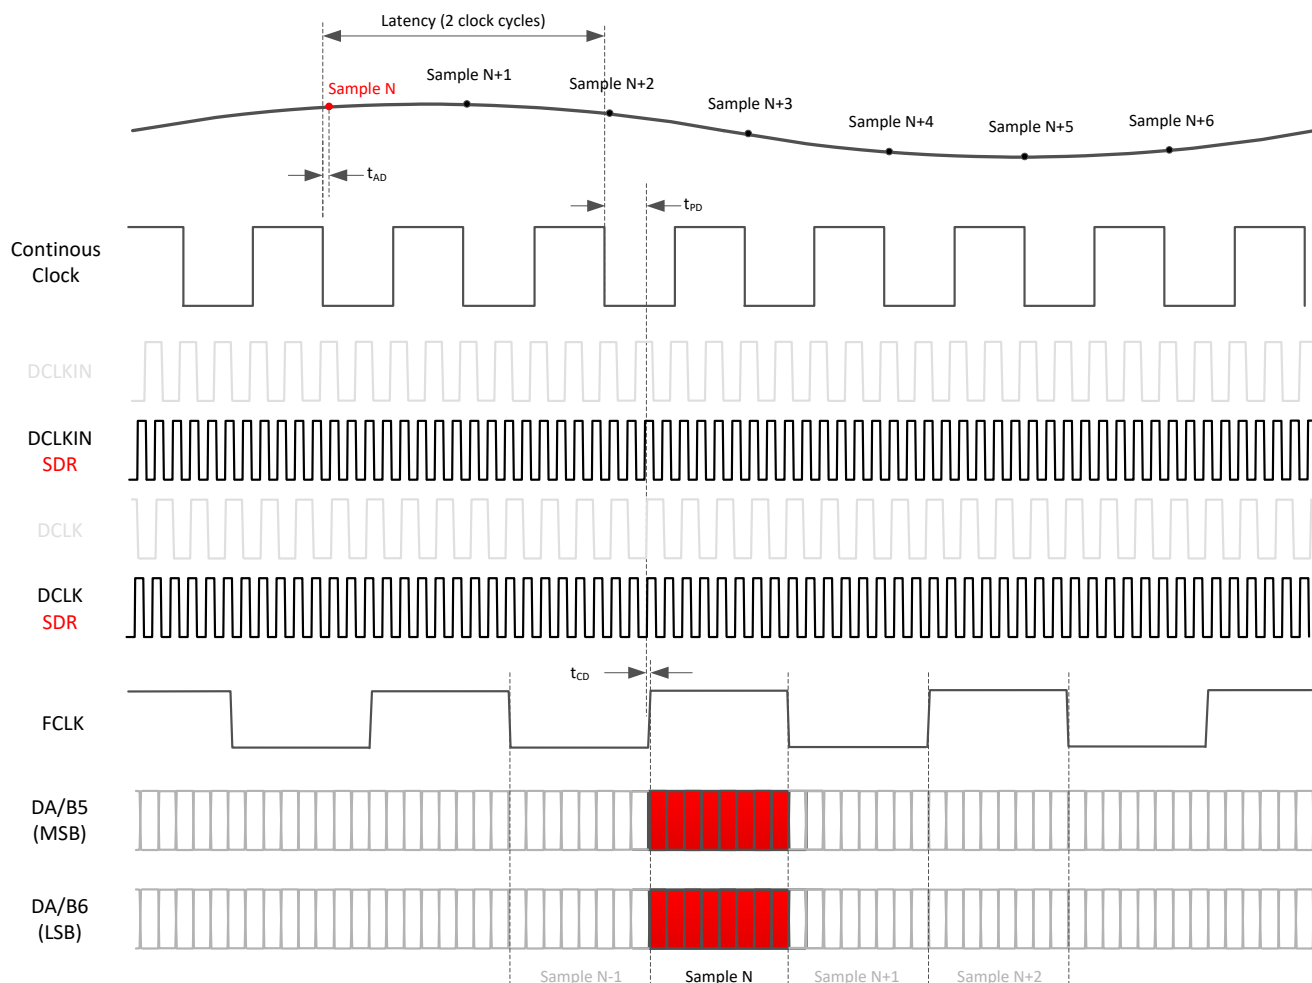 Latency (2 clock cycles)
Sample N
Sample N+1
Sample N+2
Sample N+3
Sample N+4
Sample N+5
Sample N+6
tAD
tPD
Continous
Clock
DCLKIN
DCLKIN
SDR
DCLK
DCLK
SDR
tCD
FCLK
DA/B5
(MSB)
DA/B6
(LSB)
Sample N-1
Sample N
Sample N+1
Sample N+2